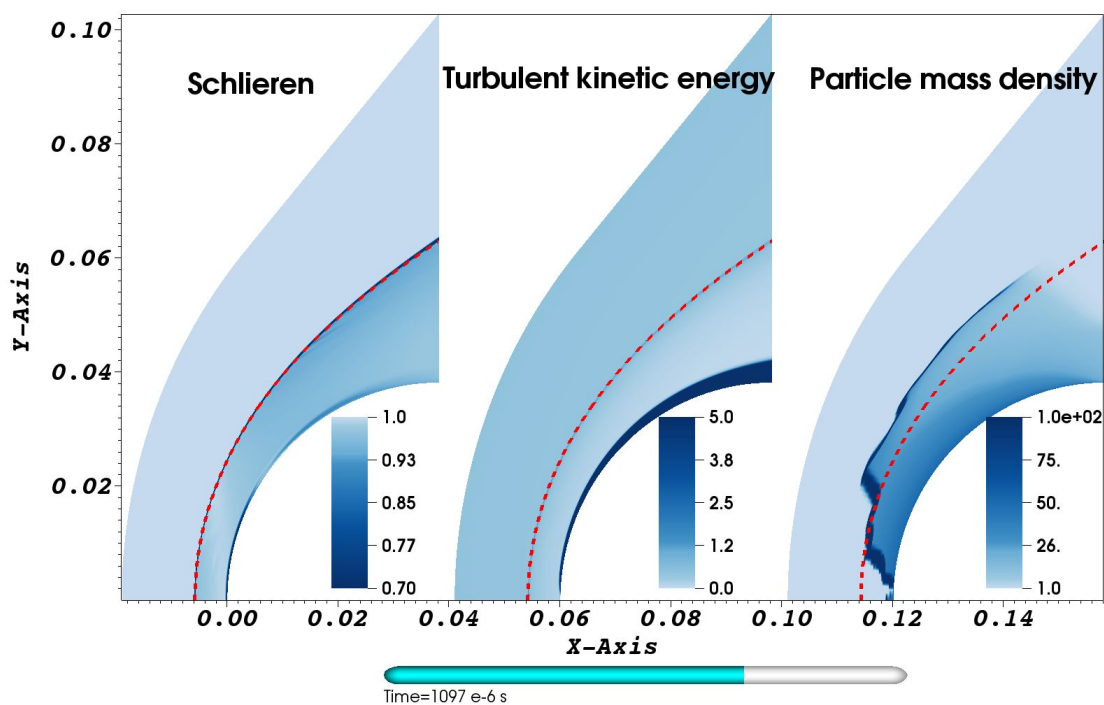 0.10
Schlieren
Turbulent kinetic energy
Particle mass density
0.08
0.06
Y-Axis
0.04
1.0
5.0
1.0e+02
0.93
3.8
75.
0.02
0.85
2.5
50.
0.77
1.2
26.
0.70
0.0
1.0
0.00 0.02 0.04 0.06 0.08 0.10 0.12 0.14
X-Axis
Time=1097 e-6 s